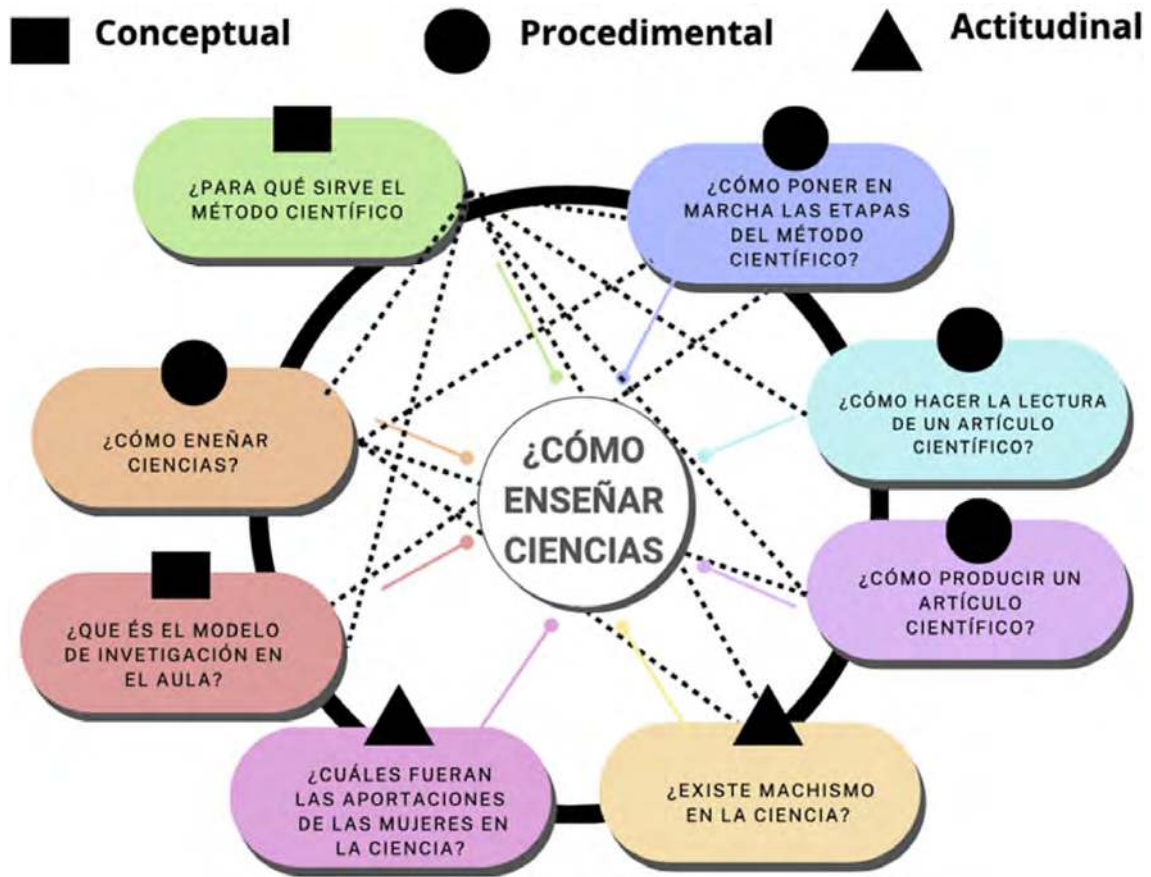 Conceptual
Procedimental
Actitudinal
¿PARA QUÉ SIRVE EL
MÉTODO CIENTÍFICO
¿CÓMO PONER EN
MARCHA LAS ETAPAS
DEL MÉTODO
CIENTÍFICO?
¿CÓMO ENEÑAR
CIENCIAS?
¿CÓMO HACER LA LECTURA
DE UN ARTÍCULO
CIENTÍFICO?
¿CÓMO
ENSEÑAR
CIENCIAS
¿QUE ÉS EL MODELO
DE INVETIGACIÓN EN
EL AULA?
¿CÓMO PRODUCIR UN
ARTÍCULO
CIENTÍFICO?
¿CUÁLES FUERAN
LAS APORTACIONES
DE LAS MUJERES EN
LA CIENCIA?
¿EXISTE MACHISMO
EN LA CIENCIA?